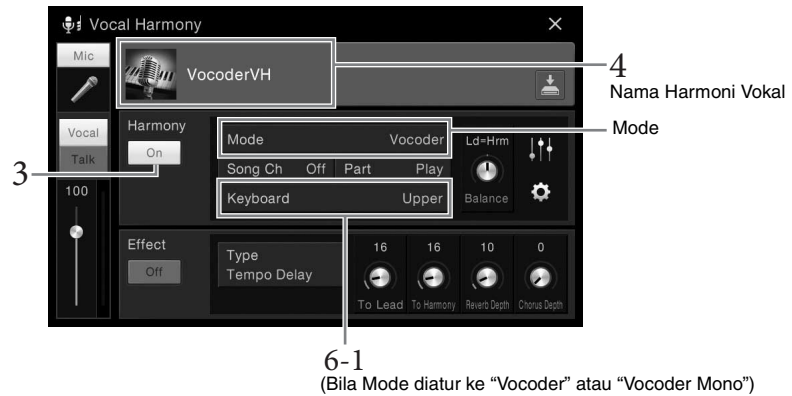 Vocal Harmony
Mic
VocoderVH
4
Nama Harmoni Vokal
Vocal
Talk
100
Harmony
On
3
Mode Vocoder
Mode
Song Ch Off Part Play
Keyboard Upper
Ld=Hrm
Balance
Effect
Off
Type
Tempo Delay
16 16 10 0
To Lead To Harmony Reverb Depth Chorus Depth
6-1
(Bila Mode diatur ke “Vocoder” atau “Vocoder Mono”)